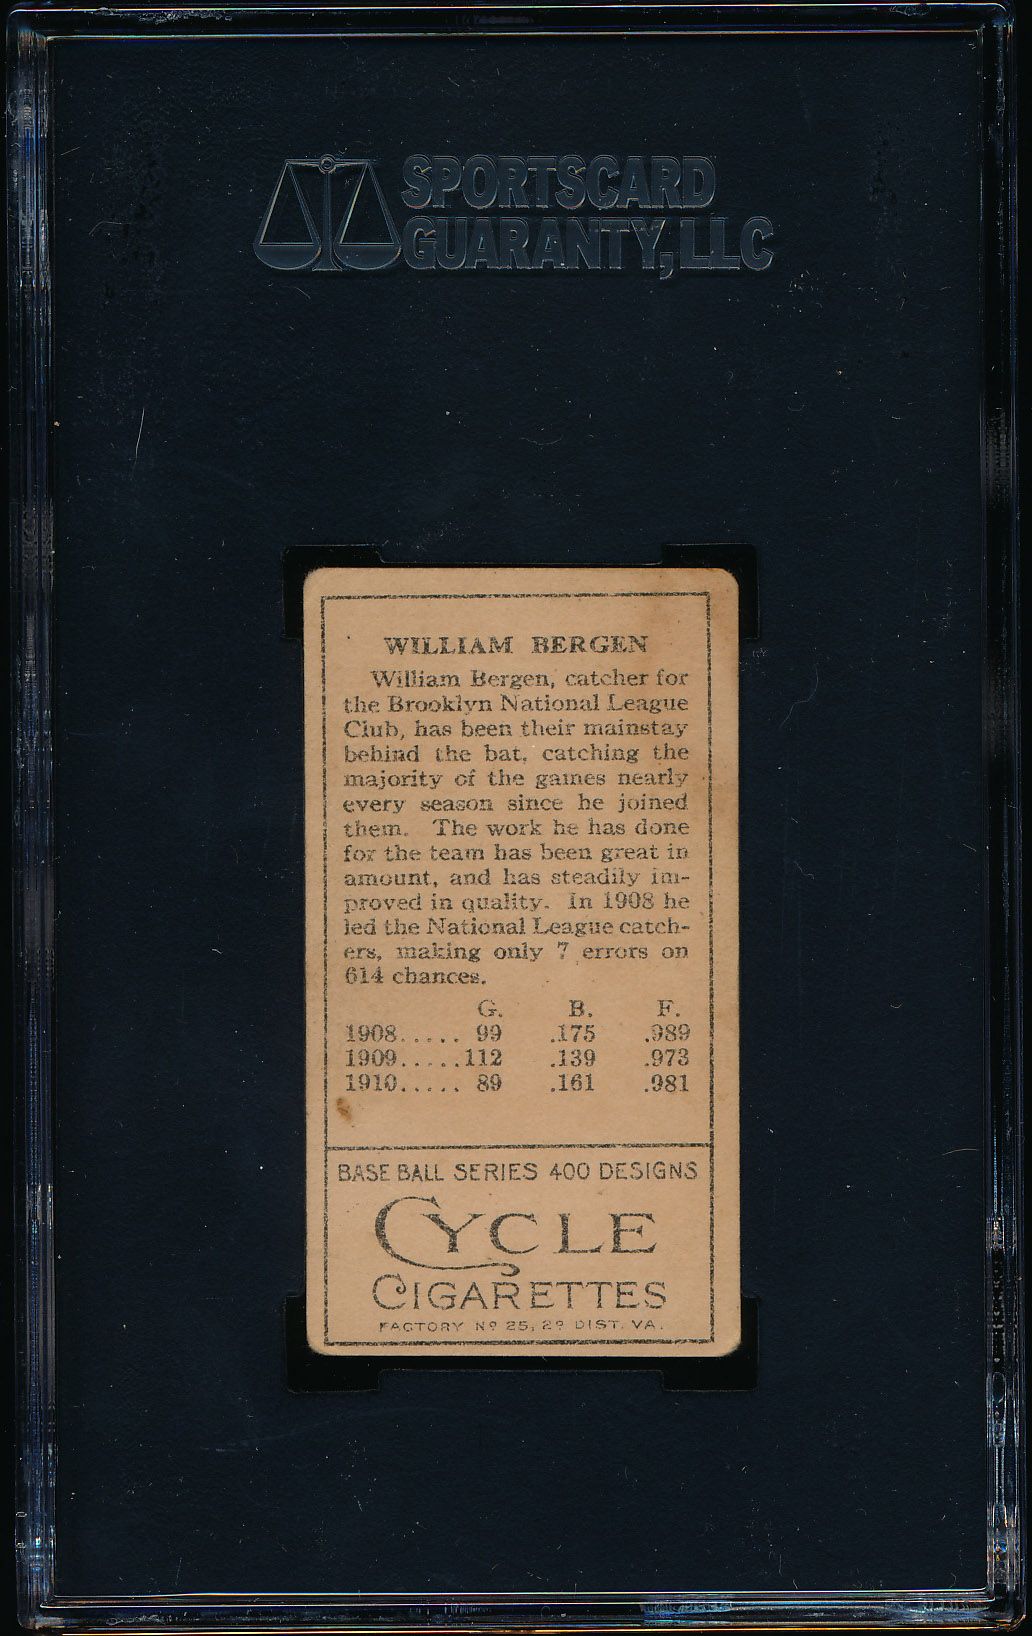 SPORTSCARD
GUARANTY, LLC
WILLIAM BERGEN
William Bergen, catcher for
the Brooklyn National League
Club, has been their mainstay
behind the bat, catching the
majority of the games nearly
every season since he joined
them. The work he has done
for the team has been great in
amount, and has steadily im-
proved in quality. In 1908 he
led the National League catch-
ers, making only 7 errors on
614 chances.
G. B. F.
1908..... 99 .175 .989
1909.....112 .139 .973
1910..... 89 .161 .981
BASE BALL SERIES 400 DESIGNS
CYCLE
CIGARETTES
FACTORY Nº 25, 2º DIST. VA.